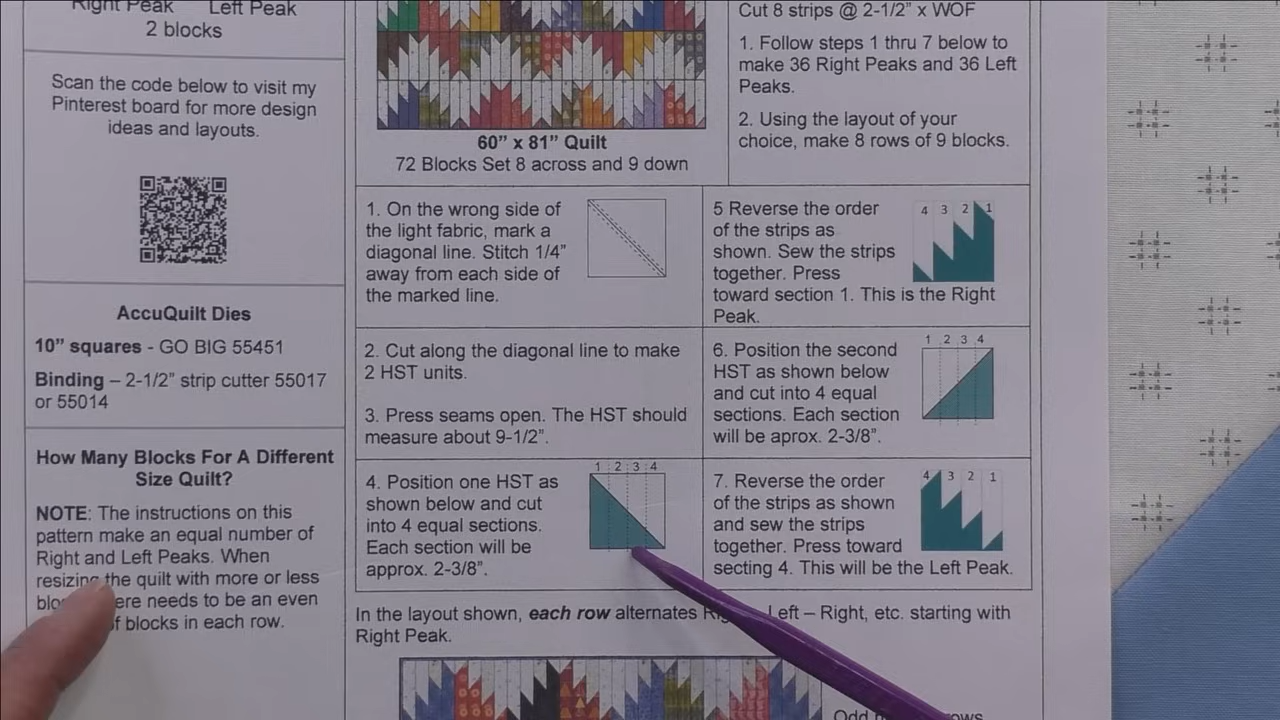 Right Peak Left Peak
2 blocks
Scan the code below to visit my
Pinterest board for more design
ideas and layouts.
AccuQuilt Dies
10” squares - GO BIG 55451
Binding – 2-1/2” strip cutter 55017
or 55014
How Many Blocks For A Different
Size Quilt?
NOTE: The instructions on this
pattern make an equal number of
Right and Left Peaks. When
resizing the quilt with more or less
there needs to be an even
of blocks in each row.
60” x 81” Quilt
72 Blocks Set 8 across and 9 down
Cut 8 strips @ 2-1/2” x WOF
1. Follow steps 1 thru 7 below to
make 36 Right Peaks and 36 Left
Peaks.
2. Using the layout of your
choice, make 8 rows of 9 blocks.
1. On the wrong side of
the light fabric, mark a
diagonal line. Stitch 1/4”
away from each side of
the marked line.
2. Cut along the diagonal line to make
2 HST units.
3. Press seams open. The HST should
measure about 9-1/2”.
4. Position one HST as
shown below and cut
into 4 equal sections.
Each section will be
approx. 2-3/8”.
1 2 3 4
5 Reverse the order
of the strips as
shown. Sew the strips
together. Press
toward section 1. This is the Right
Peak.
4 3 2 1
6. Position the second
HST as shown below
and cut into 4 equal
sections. Each section
will be aprox. 2-3/8”.
1 2 3 4
7. Reverse the order
of the strips as shown
and sew the strips
together. Press toward
secting 4. This will be the Left Peak.
4 3 2 1
In the layout shown, each row alternates Left – Right, etc. starting with
Right Peak.
Odd